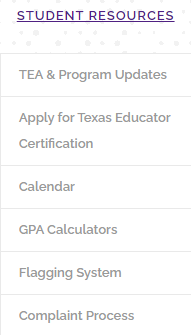 STUDENT RESOURCES
TEA & Program Updates
Apply for Texas Educator
Certification
Calendar
GPA Calculators
Flagging System
Complaint Process